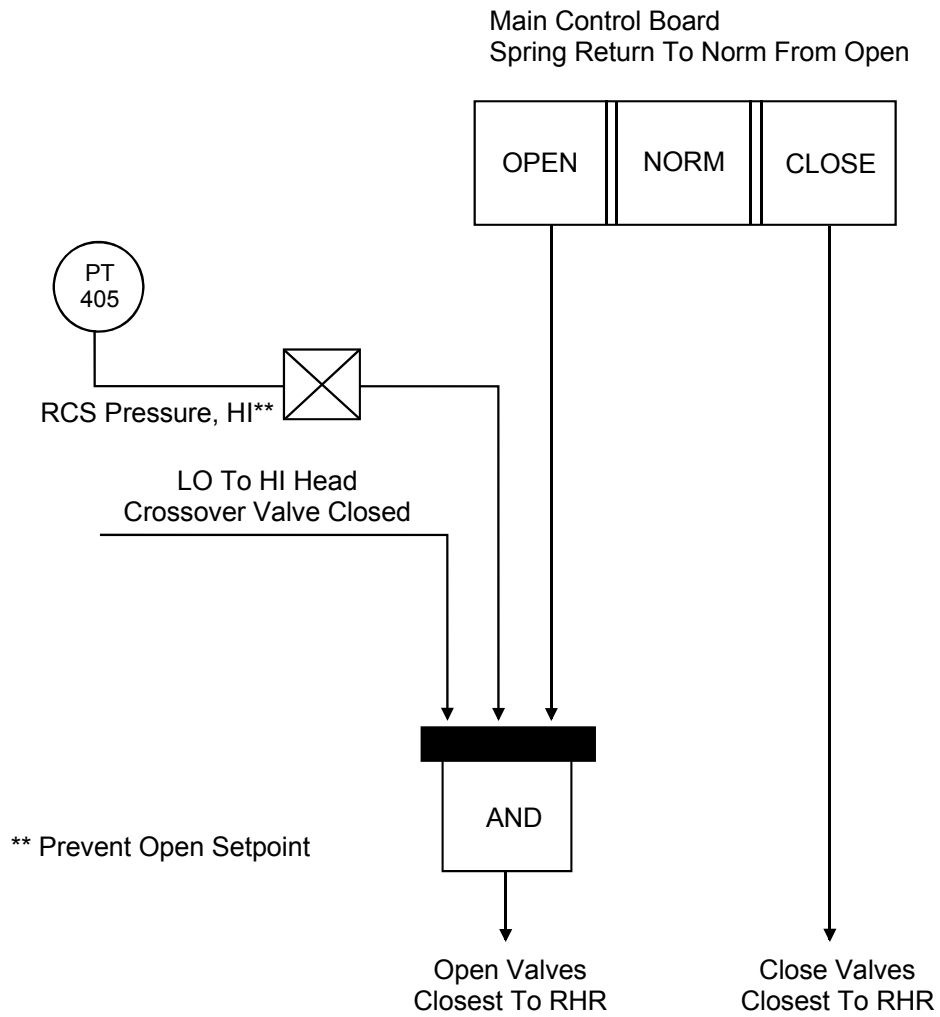 Main Control Board
Spring Return To Norm From Open
OPEN
NORM
CLOSE
PT
405
RCS Pressure, HI**
LO To HI Head
Crossover Valve Closed
AND
** Prevent Open Setpoint
Open Valves
Closest To RHR
Close Valves
Closest To RHR